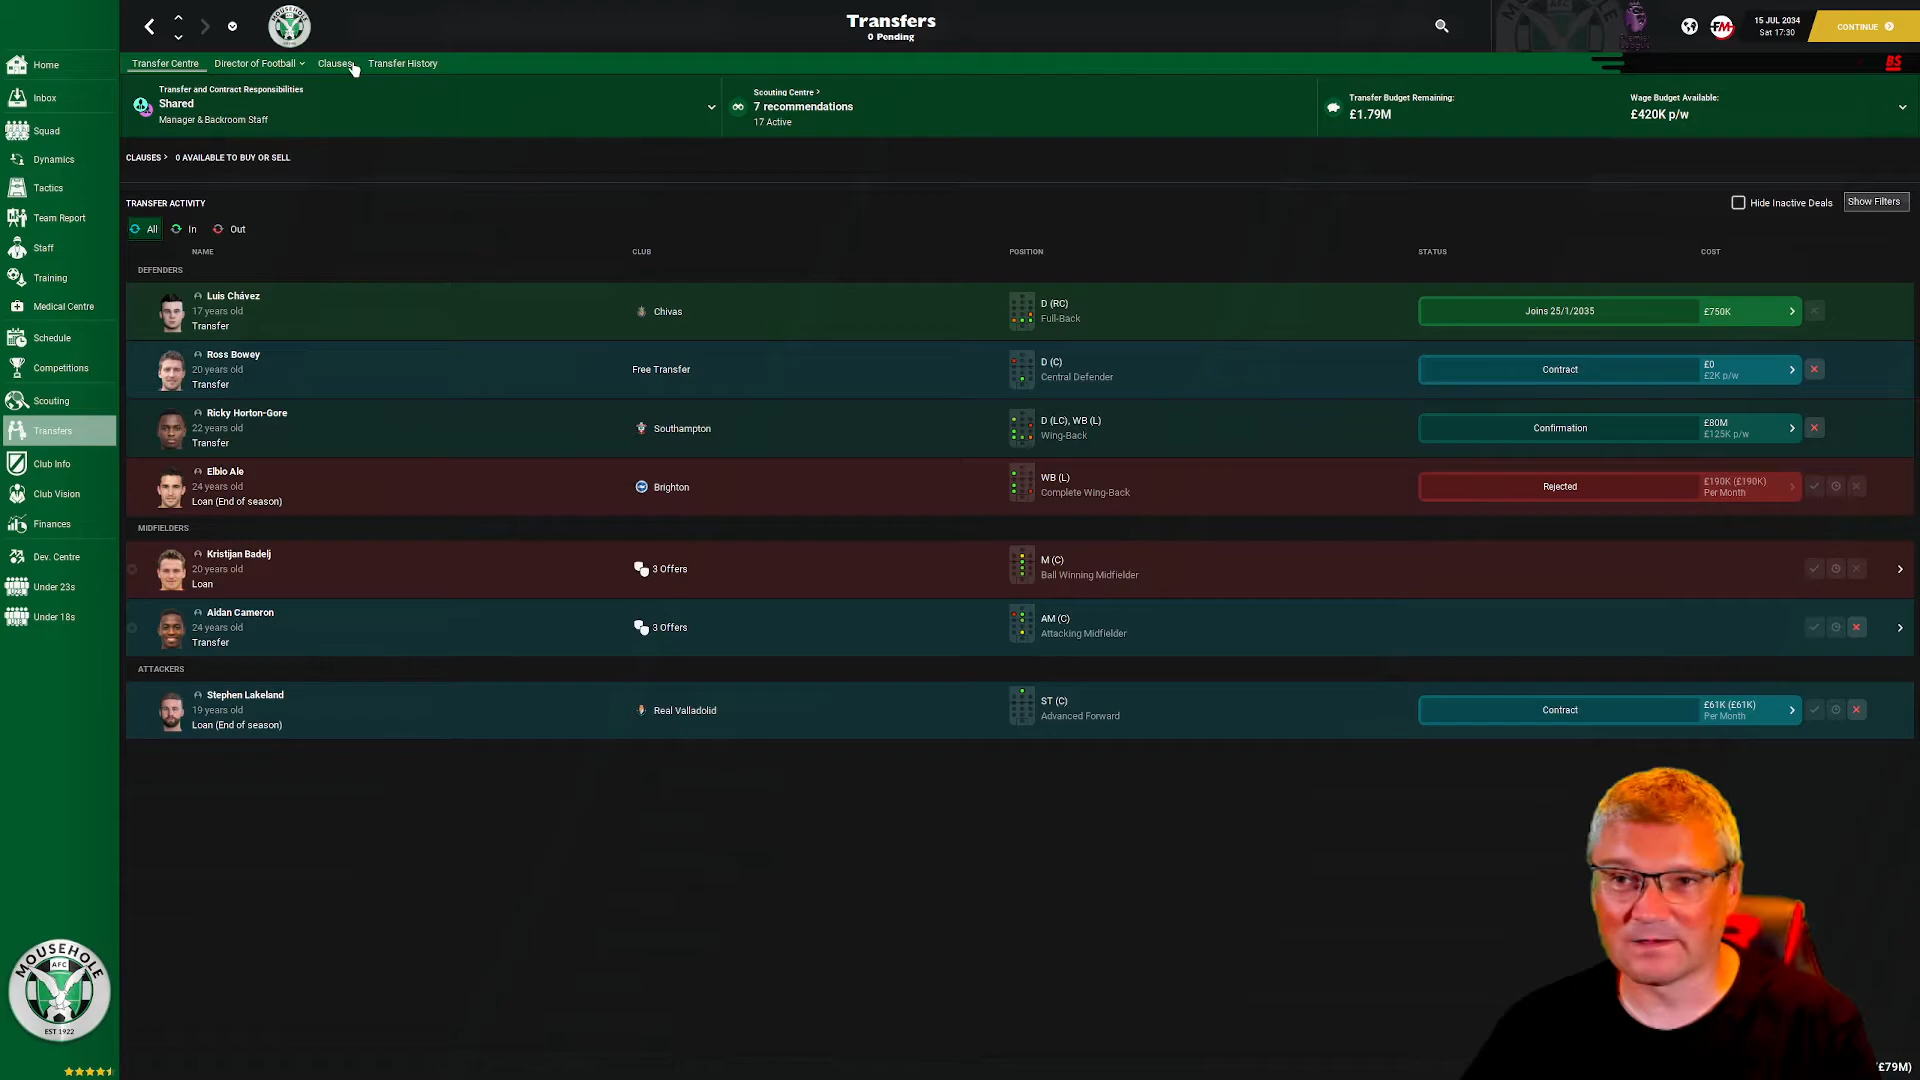 Transfers
0 Pending
15 JUL 2034
Sat 17:30
CONTINUE
FM
Transfer Centre
Director of Football
Clauses
Transfer History
BS
Home
Inbox
Squad
Dynamics
Tactics
Team Report
Staff
Training
Medical Centre
Schedule
Competitions
Scouting
Transfers
Club Info
Club Vision
Finances
Dev. Centre
Under 23s
Under 18s
MOUSEHOLE
AFC
EST 1922
Transfer and Contract Responsibilities
Shared
Manager & Backroom Staff
Scouting Centre >
7 recommendations
17 Active
Transfer Budget Remaining:
£1.79M
Wage Budget Available:
£420K p/w
CLAUSES > 0 AVAILABLE TO BUY OR SELL
TRANSFER ACTIVITY
Hide Inactive Deals
Show Filters
All In Out
NAME CLUB POSITION STATUS COST
DEFENDERS
Luis Chávez
17 years old
Transfer
Chivas
D (RC)
Full-Back
Joins 25/1/2035
£750K
Ross Bowey
20 years old
Transfer
Free Transfer
D (C)
Central Defender
Contract
£0
£2K p/w
Ricky Horton-Gore
22 years old
Transfer
Southampton
D (LC), WB (L)
Wing-Back
Confirmation
£80M
£125K p/w
Elbio Ale
24 years old
Loan (End of season)
Brighton
WB (L)
Complete Wing-Back
Rejected
£190K (£190K)
Per Month
MIDFIELDERS
Kristijan Badelj
20 years old
Loan
3 Offers
M (C)
Ball Winning Midfielder
Aidan Cameron
24 years old
Transfer
3 Offers
AM (C)
Attacking Midfielder
ATTACKERS
Stephen Lakeland
19 years old
Loan (End of season)
Real Valladolid
ST (C)
Advanced Forward
Contract
£61K (£61K)
Per Month
£79M)